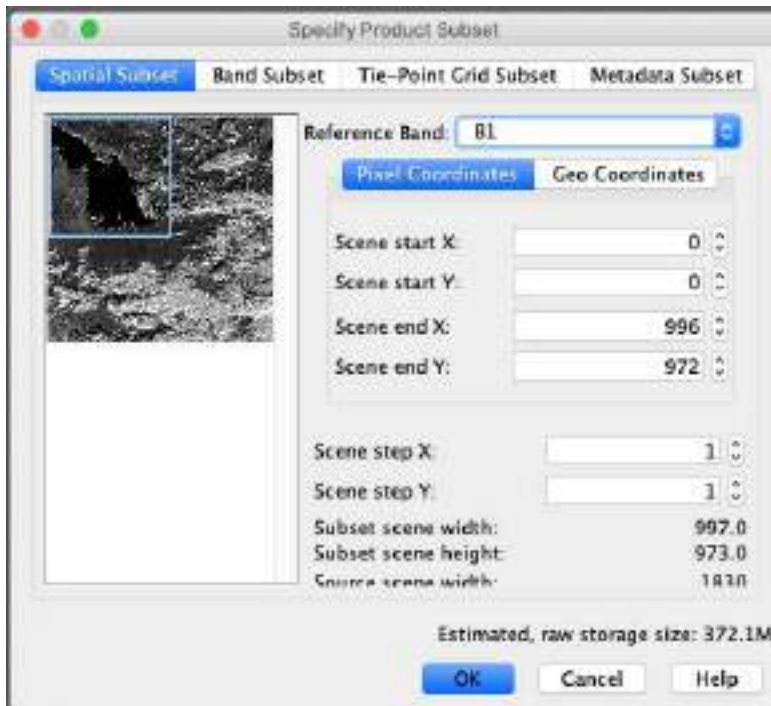 Specify Product Subset
Spatial Subset Band Subset Tie-Point Grid Subset Metadata Subset
Reference Band: B1
Pixel Coordinates Geo Coordinates
Scene start X: 0
Scene start Y: 0
Scene end X: 996
Scene end Y: 972
Scene step X: 1
Scene step Y: 1
Subset scene width: 997.0
Subset scene height: 973.0
Source scene width: 1830
Estimated, raw storage size: 372.1M
OK Cancel Help